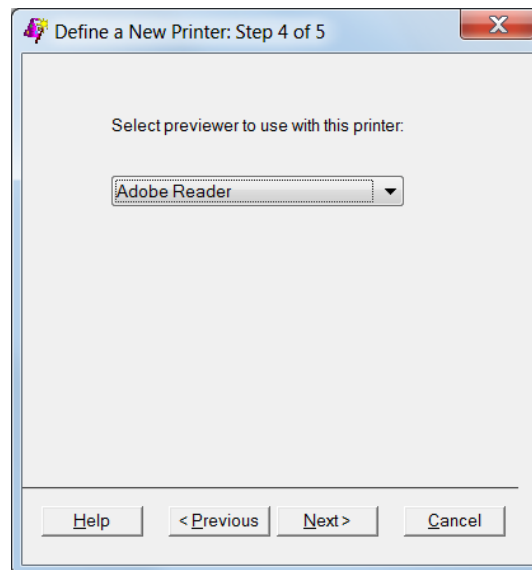 Define a New Printer: Step 4 of 5
Select previewer to use with this printer:
Adobe Reader
Help < Previous Next > Cancel